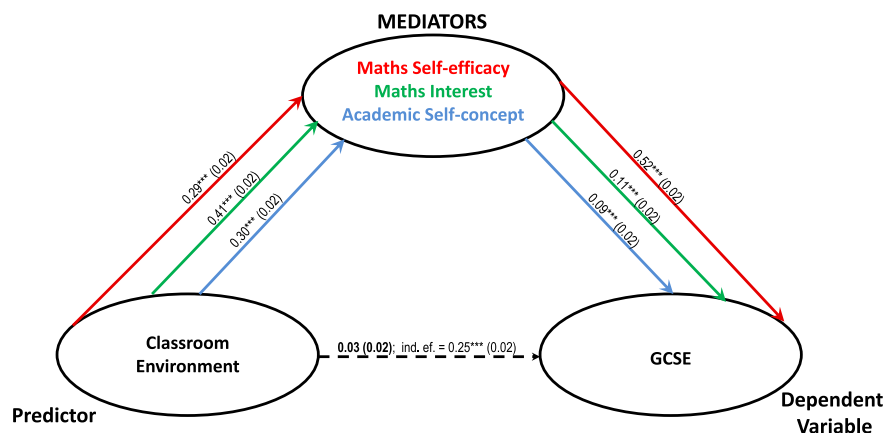 MEDIATORS
Maths Self-efficacy
Maths Interest
Academic Self-concept
0.29*** (0.02)
0.41*** (0.02)
0.30*** (0.02)
0.52*** (0.02)
0.11*** (0.02)
0.09*** (0.02)
Classroom
Environment
0.03 (0.02); ind. ef. = 0.25*** (0.02)
GCSE
Predictor
Dependent
Variable